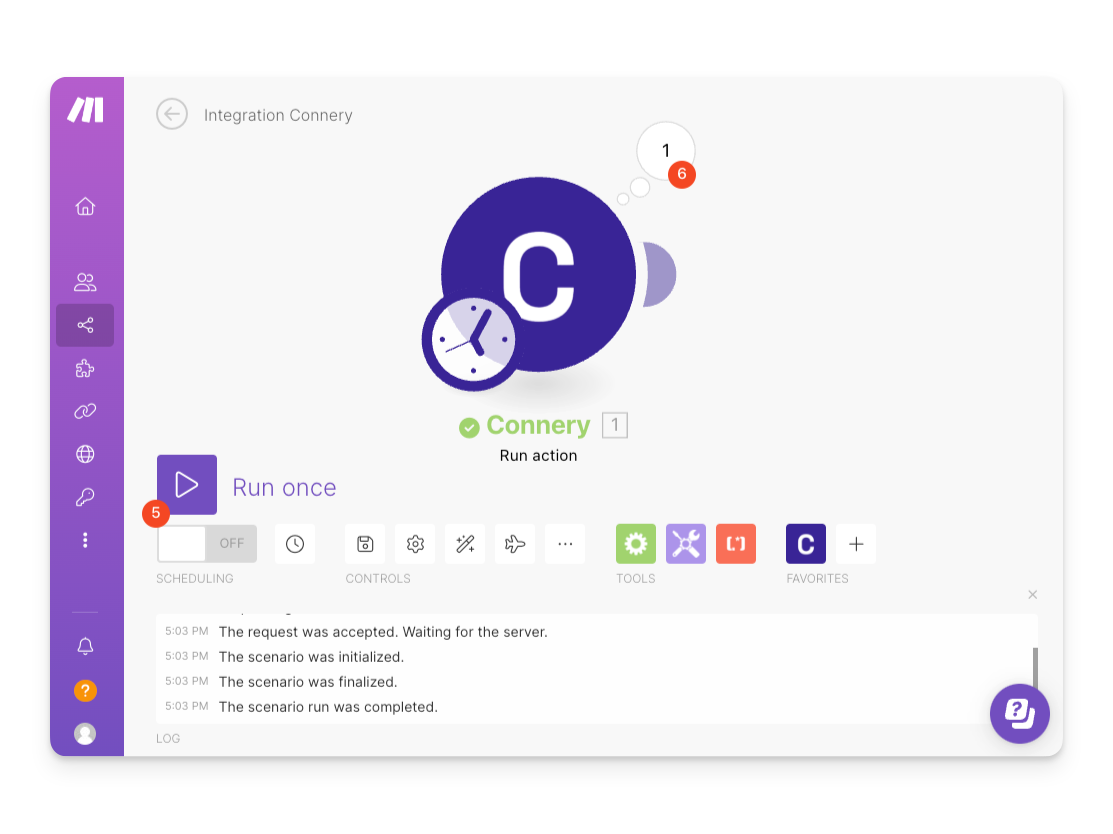 Integration Connery
1
6
C
Connery 1
Run action
Run once
5
OFF
SCHEDULING
CONTROLS
TOOLS
C
FAVORITES
5:03 PM The request was accepted. Waiting for the server.
5:03 PM The scenario was initialized.
5:03 PM The scenario was finalized.
5:03 PM The scenario run was completed.
?
?
LOG